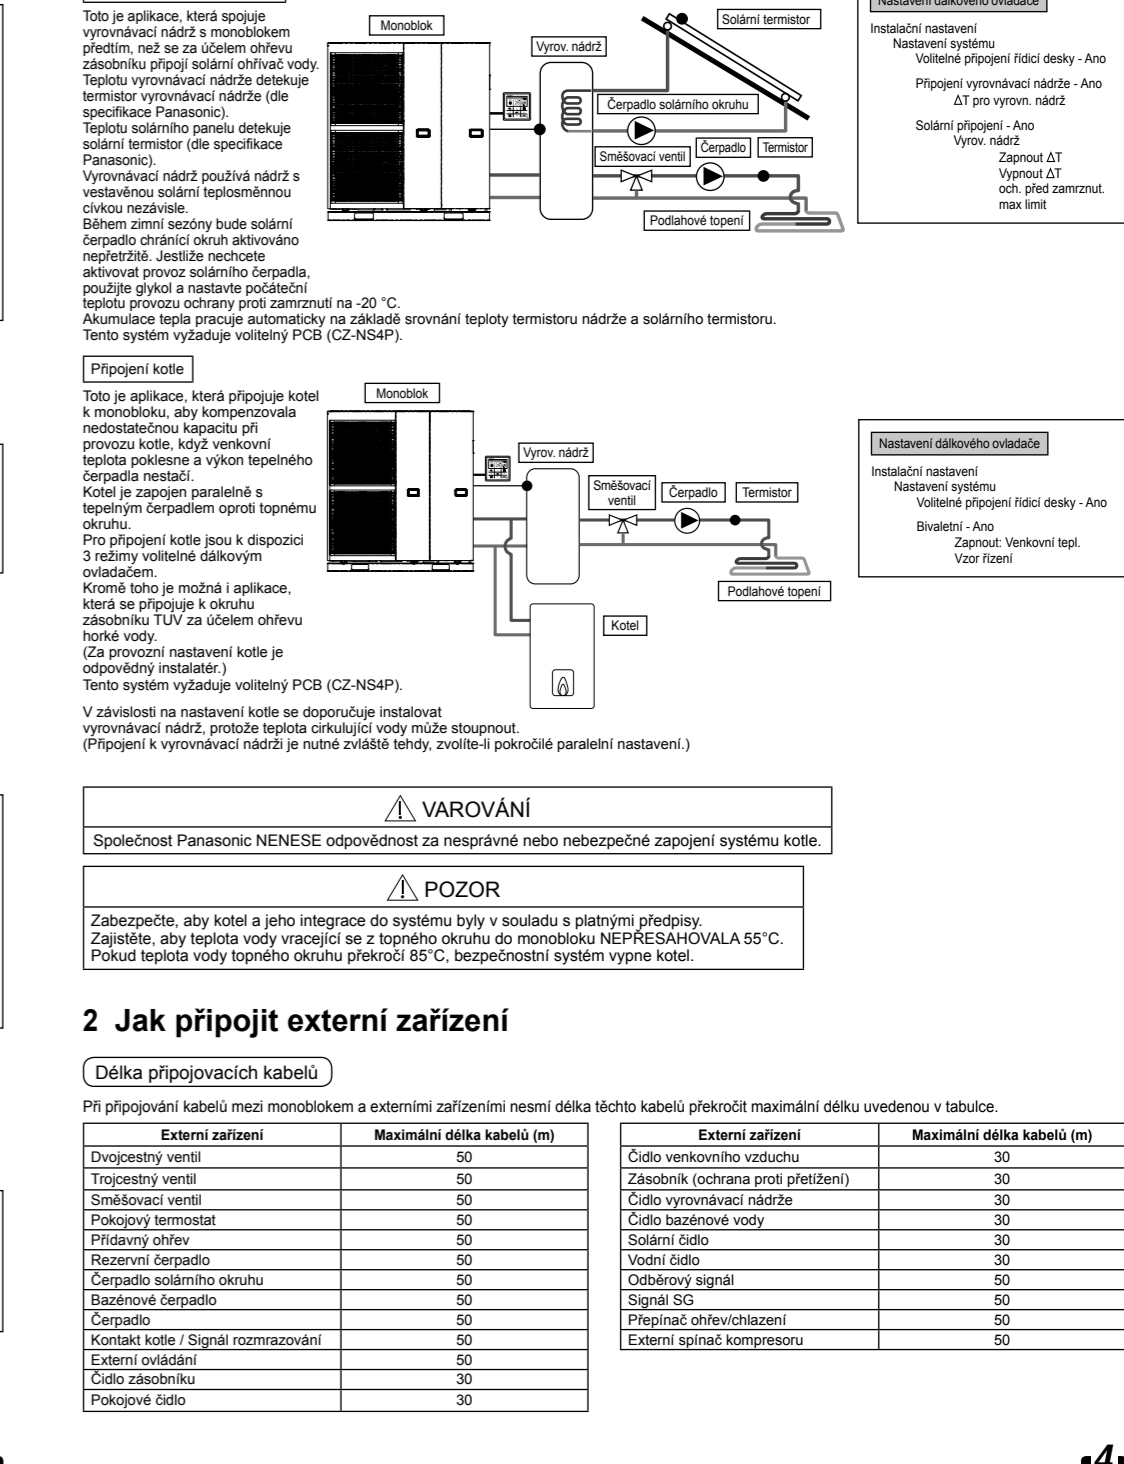 Toto je aplikace, která spojuje
vyrovnávací nádrž s monoblokem
předtím, než se za účelem ohřevu
zásobníku připojí solární ohřívač vody.
Teplotu vyrovnávací nádrže detekuje
termistor vyrovnávací nádrže (dle
specifikace Panasonic).
Teplotu solárního panelu detekuje
solární termistor (dle specifikace
Panasonic).
Vyrovnávací nádrž používá nádrž s
vestavěnou solární teplosměnnou
cívkou nezávisle.
Během zimní sezóny bude solární
čerpadlo chránící okruh aktivováno
nepřetržitě. Jestliže nechcete
aktivovat provoz solárního čerpadla,
použijte glykol a nastavte počáteční
teplotu provozu ochrany proti zamrznutí na -20 °C.
Akumulace tepla pracuje automaticky na základě srovnání teploty termistoru nádrže a solárního termistoru.
Tento systém vyžaduje volitelný PCB (CZ-NS4P).
Monoblok
Vyrov. nádrž
Solární termistor
Čerpadlo solárního okruhu
Směšovací ventil
Čerpadlo
Termistor
Podlahové topení
Nastavení dálkového ovladače
Instalační nastavení
Nastavení systému
Volitelné připojení řídicí desky - Ano
Připojení vyrovnávací nádrže - Ano
ΔT pro vyrovn. nádrž
Solární připojení - Ano
Vyrov. nádrž
Zapnout ΔT
Vypnout ΔT
och. před zamrznut.
max limit
Připojení kotle
Toto je aplikace, která připojuje kotel
k monobloku, aby kompenzovala
nedostatečnou kapacitu při
provozu kotle, když venkovní
teplota poklesne a výkon tepelného
čerpadla nestačí.
Kotel je zapojen paralelně s
tepelným čerpadlem oproti topnému
okruhu.
Pro připojení kotle jsou k dispozici
3 režimy volitelné dálkovým
ovladačem.
Kromě toho je možná i aplikace,
která se připojuje k okruhu
zásobníku TUV za účelem ohřevu
horké vody.
(Za provozní nastavení kotle je
odpovědný instalatér.)
Tento systém vyžaduje volitelný PCB (CZ-NS4P).
V závislosti na nastavení kotle se doporučuje instalovat
vyrovnávací nádrž, protože teplota cirkulující vody může stoupnout.
(Připojení k vyrovnávací nádrži je nutné zvláště tehdy, zvolíte-li pokročilé paralelní nastavení.)
Monoblok
Vyrov. nádrž
Směšovací
ventil
Čerpadlo
Termistor
Podlahové topení
Kotel
Nastavení dálkového ovladače
Instalační nastavení
Nastavení systému
Volitelné připojení řídicí desky - Ano
Bivaletní - Ano
Zapnout: Venkovní tepl.
Vzor řízení
VAROVÁNÍ
Společnost Panasonic NENESE odpovědnost za nesprávné nebo nebezpečné zapojení systému kotle.
POZOR
Zabezpečte, aby kotel a jeho integrace do systému byly v souladu s platnými předpisy.
Zajistěte, aby teplota vody vracející se z topného okruhu do monobloku NEPŘESAHOVALA 55°C.
Pokud teplota vody topného okruhu překročí 85°C, bezpečnostní systém vypne kotel.
2 Jak připojit externí zařízení
Délka připojovacích kabelů
Při připojování kabelů mezi monoblokem a externími zařízeními nesmí délka těchto kabelů překročit maximální délku uvedenou v tabulce.
Externí zařízení Maximální délka kabelů (m)
Dvojcestný ventil 50
Trojcestný ventil 50
Směšovací ventil 50
Pokojový termostat 50
Přídavný ohřev 50
Rezervní čerpadlo 50
Čerpadlo solárního okruhu 50
Bazénové čerpadlo 50
Čerpadlo 50
Kontakt kotle / Signál rozmrazování 50
Externí ovládání 50
Čidlo zásobníku 30
Pokojové čidlo 30
Externí zařízení Maximální délka kabelů (m)
Čidlo venkovního vzduchu 30
Zásobník (ochrana proti přetížení) 30
Čidlo vyrovnávací nádrže 30
Čidlo bazénové vody 30
Solární čidlo 30
Vodní čidlo 30
Odběrový signál 50
Signál SG 50
Přepínač ohřev/chlazení 50
Externí spínač kompresoru 50
4